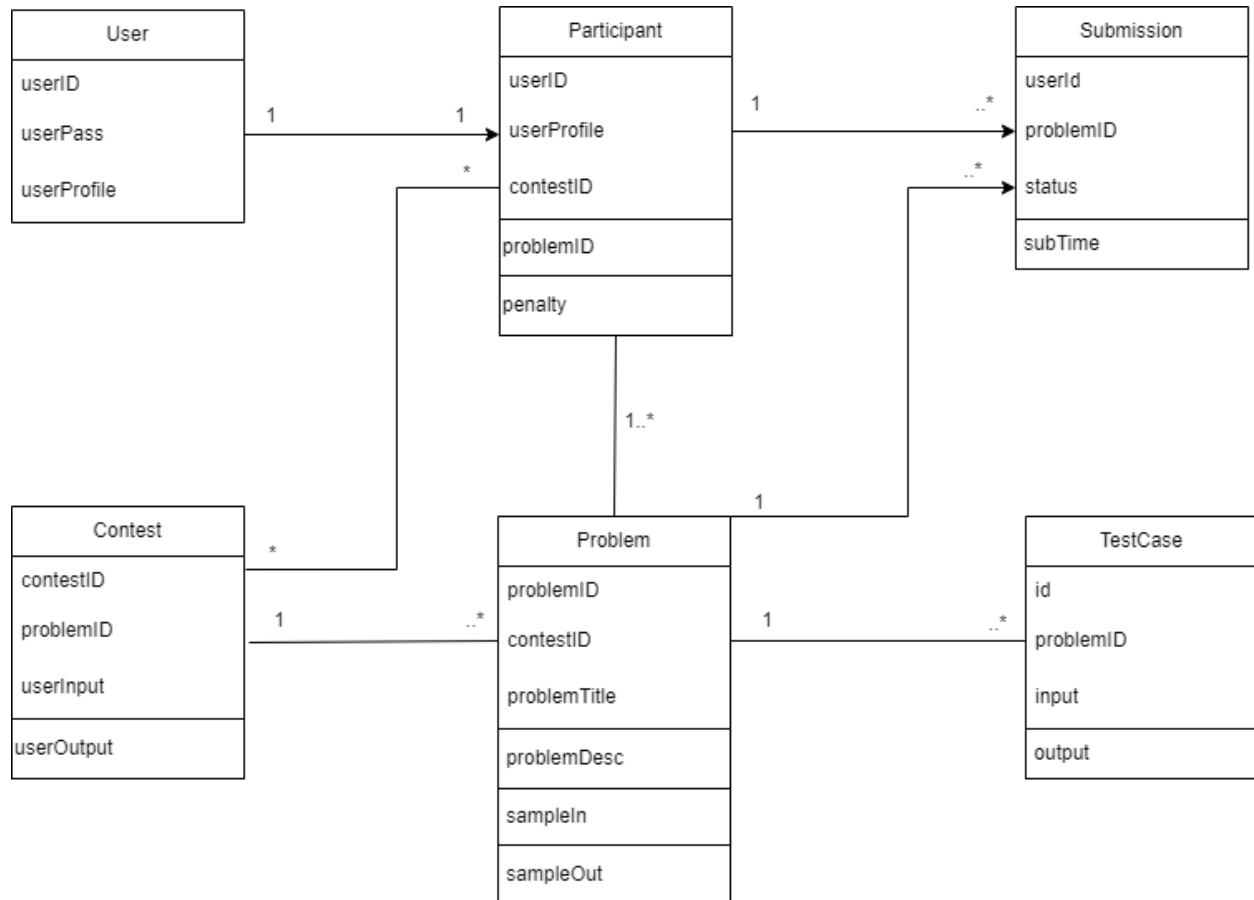 User
userID
userPass
userProfile
Participant
userID
userProfile
contestID
problemID
penalty
Submission
userId
problemID
status
subTime
1
1
1
..*
*
..*
1..*
1
*
Contest
contestID
problemID
userInput
userOutput
1
..*
Problem
problemID
contestID
problemTitle
problemDesc
sampleIn
sampleOut
1
..*
TestCase
id
problemID
input
output